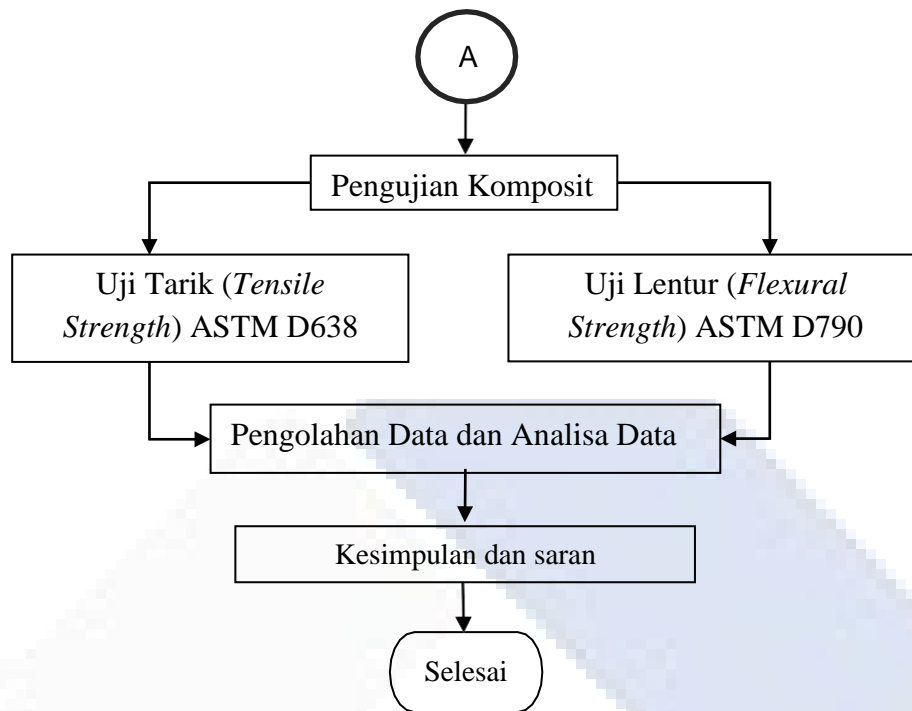 A
Pengujian Komposit
Uji Tarik (Tensile
Strength) ASTM D638
Uji Lentur (Flexural
Strength) ASTM D790
Pengolahan Data dan Analisa Data
Kesimpulan dan saran
Selesai